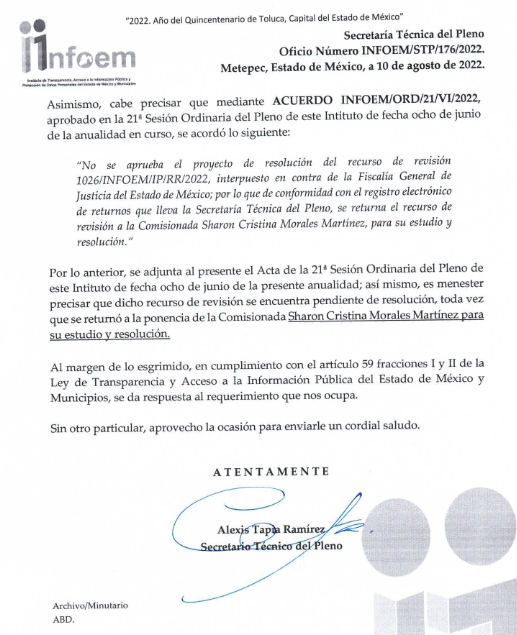 "2022. Año del Quincentenario de Toluca, Capital del Estado de México"
infoem
Instituto de Transparencia, Acceso a la Información Pública y
Protección de Datos Personales del Estado de México y Municipios
Secretaría Técnica del Pleno
Oficio Número INFOEM/STP/176/2022.
Metepec, Estado de México, a 10 de agosto de 2022.
Asimismo, cabe precisar que mediante ACUERDO INFOEM/ORD/21/VI/2022,
aprobado en la 21ª Sesión Ordinaria del Pleno de este Intituto de fecha ocho de junio
de la anualidad en curso, se acordó lo siguiente:
"No se aprueba el proyecto de resolución del recurso de revisión
1026/INFOEM/IP/RR/2022, interpuesto en contra de la Fiscalía General de
Justicia del Estado de México; por lo que de conformidad con el registro electrónico
de returnos que lleva la Secretaría Técnica del Pleno, se returna el recurso de
revisión a la Comisionada Sharon Cristina Morales Martínez, para su estudio y
resolución."
Por lo anterior, se adjunta al presente el Acta de la 21ª Sesión Ordinaria del Pleno de
este Intituto de fecha ocho de junio de la presente anualidad; así mismo, es menester
precisar que dicho recurso de revisión se encuentra pendiente de resolución, toda vez
que se returnó a la ponencia de la Comisionada Sharon Cristina Morales Martínez para
su estudio y resolución.
Al margen de lo esgrimido, en cumplimiento con el artículo 59 fracciones I y II de la
Ley de Transparencia y Acceso a la Información Pública del Estado de México y
Municipios, se da respuesta al requerimiento que nos ocupa.
Sin otro particular, aprovecho la ocasión para enviarle un cordial saludo.
ATENTAMENTE
Alexis Tapia Ramírez
Secretario Técnico del Pleno
Archivo/Minutario
ABD.